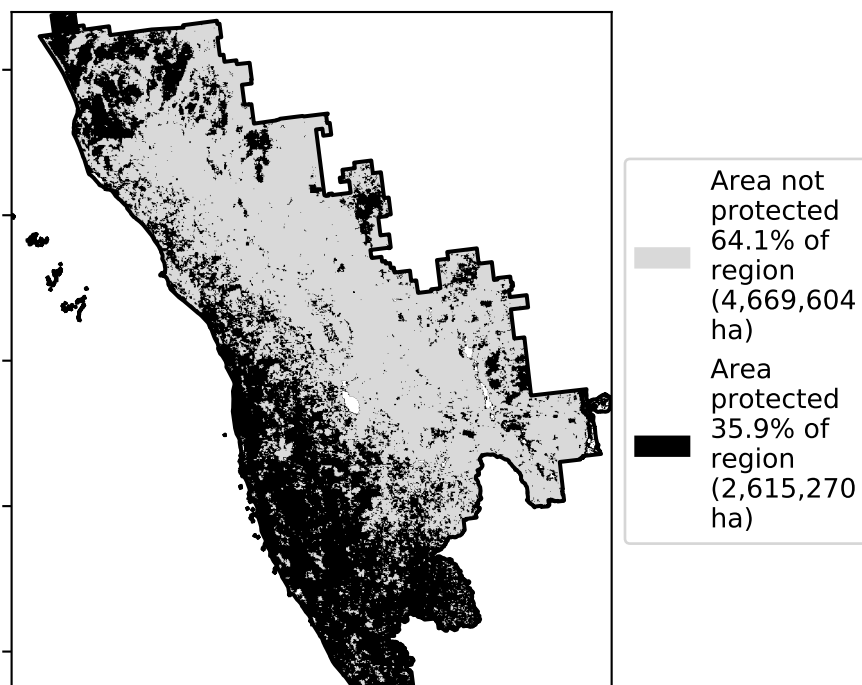 Area not
protected
64.1% of
region
(4,669,604
ha)
Area
protected
35.9% of
region
(2,615,270
ha)